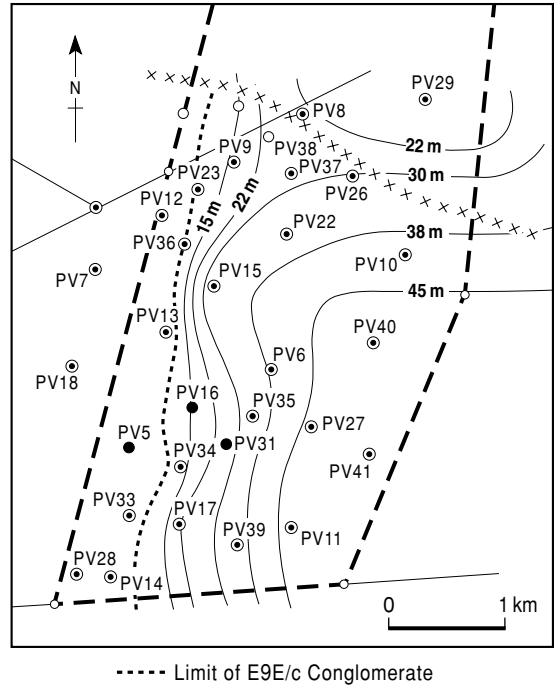 PV29
N
PV8
22 m
PV38
PV9
PV37
30 m
PV23
PV26
22 m
15 m
PV12
38 m
PV22
PV36
PV10
PV7
PV15
45 m
PV13
PV40
PV6
PV18
PV16
PV35
PV5
PV31
PV27
PV34
PV41
PV33
PV17
PV39
PV11
PV28
PV14
0 1 km
Limit of E9E/c Conglomerate